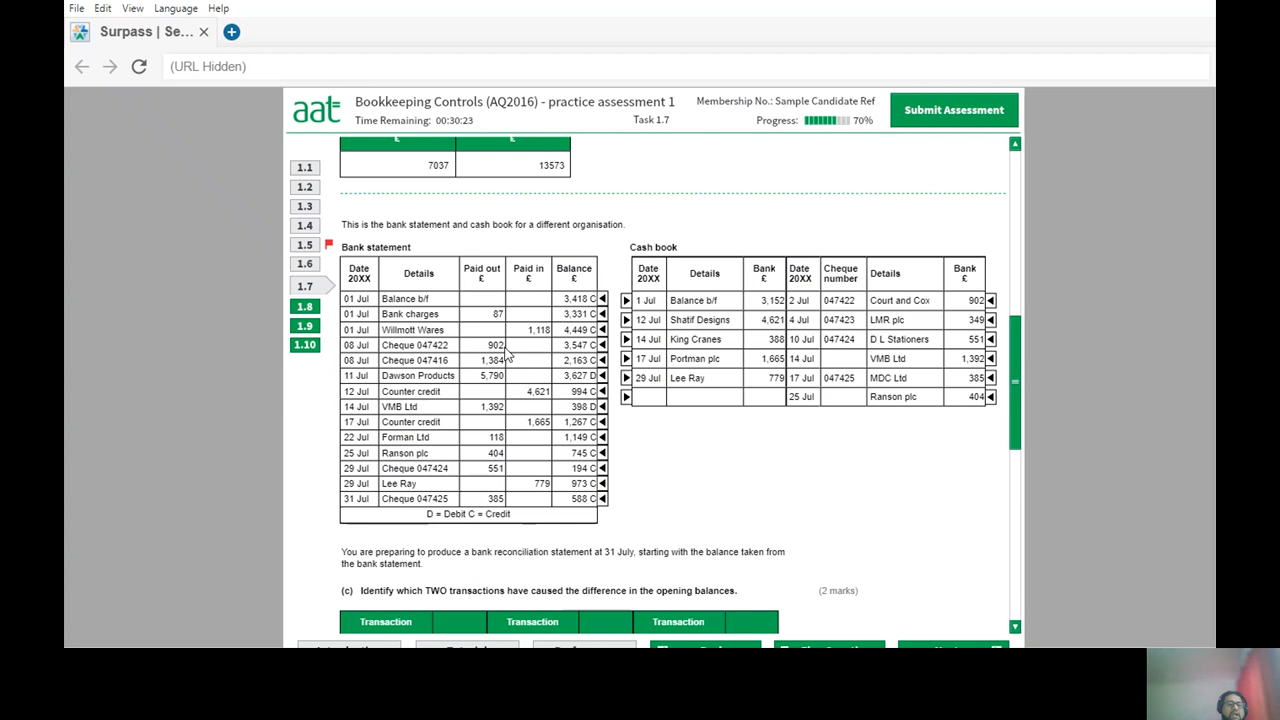 File Edit View Language Help
Surpass | Se... ×
(URL Hidden)
aat Bookkeeping Controls (AQ2016) - practice assessment 1 Membership No.: Sample Candidate Ref Submit Assessment
Time Remaining: 00:30:23 Task 1.7 Progress: 70%
£ £
7037 13573
1.1
1.2
1.3
1.4
1.5
1.6
1.7
1.8
1.9
1.10
This is the bank statement and cash book for a different organisation.
Bank statement
Date 20XX Details Paid out £ Paid in £ Balance £
01 Jul Balance b/f 3,418 C
01 Jul Bank charges 87 3,331 C
01 Jul Willmott Wares 1,118 4,449 C
08 Jul Cheque 047422 902 3,547 C
08 Jul Cheque 047416 1,384 2,163 C
11 Jul Dawson Products 5,790 3,627 D
12 Jul Counter credit 4,621 994 C
14 Jul VMB Ltd 1,392 398 D
17 Jul Counter credit 1,665 1,267 C
22 Jul Forman Ltd 118 1,149 C
25 Jul Ranson plc 404 745 C
29 Jul Cheque 047424 551 194 C
29 Jul Lee Ray 779 973 C
31 Jul Cheque 047425 385 588 C
D = Debit C = Credit
Cash book
Date 20XX Details Bank £ Date 20XX Cheque number Details Bank £
1 Jul Balance b/f 3,152 2 Jul 047422 Court and Cox 902
12 Jul Shatif Designs 4,621 4 Jul 047423 LMR plc 349
14 Jul King Cranes 388 10 Jul 047424 D L Stationers 551
17 Jul Portman plc 1,665 14 Jul VMB Ltd 1,392
29 Jul Lee Ray 779 17 Jul 047425 MDC Ltd 385
25 Jul Ranson plc 404
You are preparing to produce a bank reconciliation statement at 31 July, starting with the balance taken from
the bank statement.
(c) Identify which TWO transactions have caused the difference in the opening balances. (2 marks)
Transaction Transaction Transaction